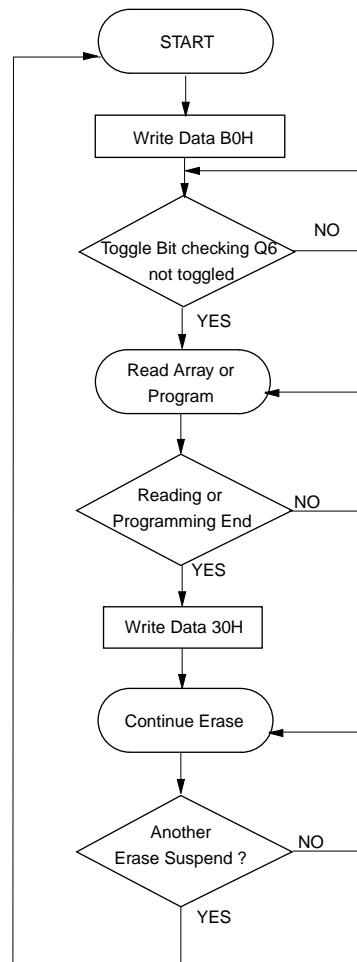 START
Write Data B0H
Toggle Bit checking Q6
not toggled
NO
YES
Read Array or
Program
Reading or
Programming End
NO
YES
Write Data 30H
Continue Erase
Another
Erase Suspend ?
NO
YES